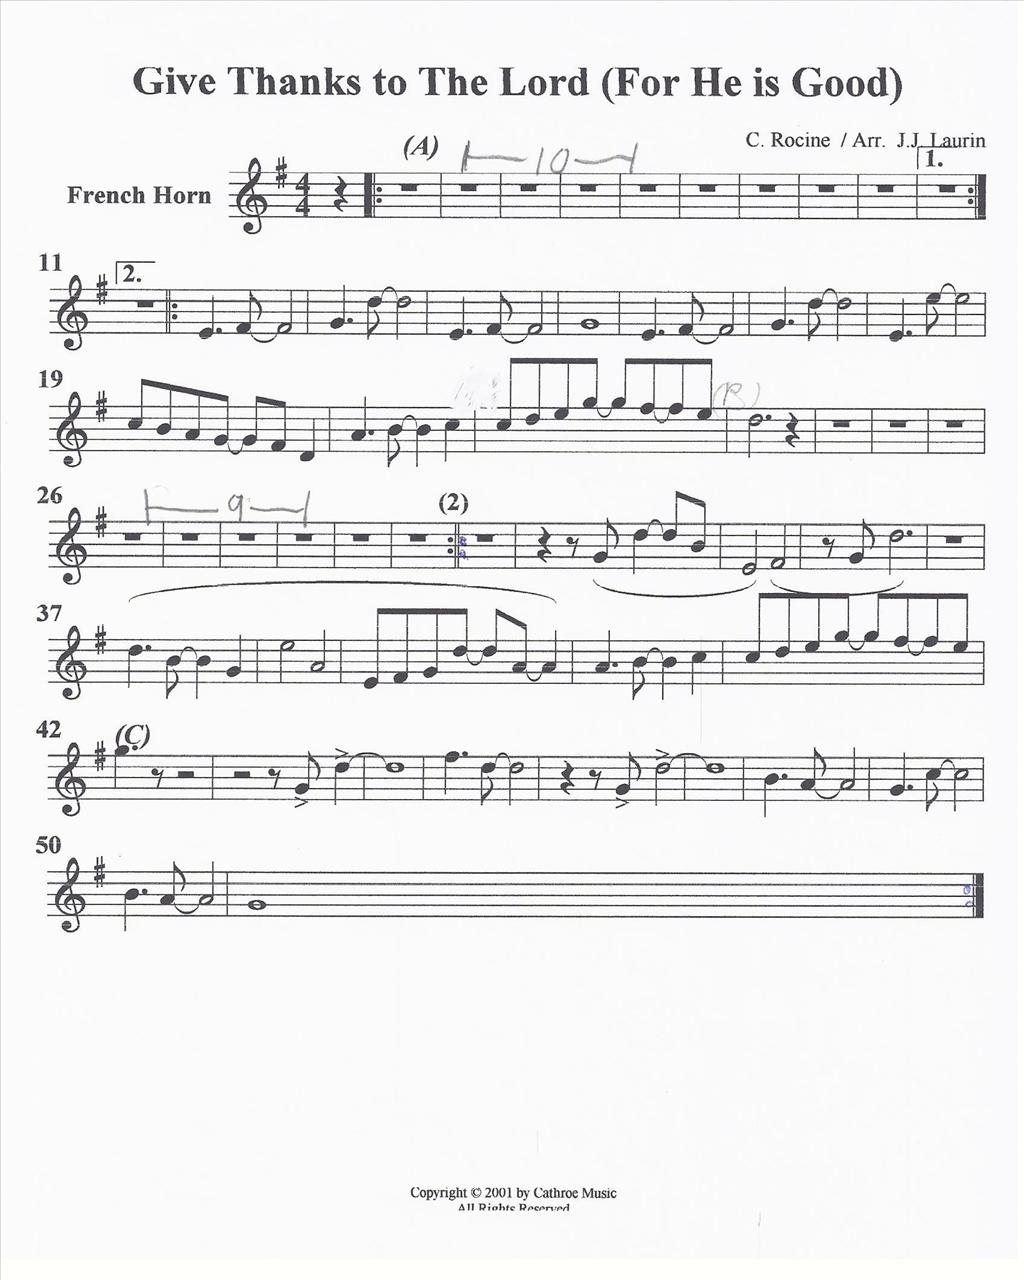 Give Thanks to The Lord (For He is Good)
C. Rocine / Arr. J.J. Laurin
(A)
10
1.
French Horn
4
4
11
2.
19
(B)
26
9
(2)
37
42
(C)
50
Copyright © 2001 by Cathroe Music
All Rights Reserved